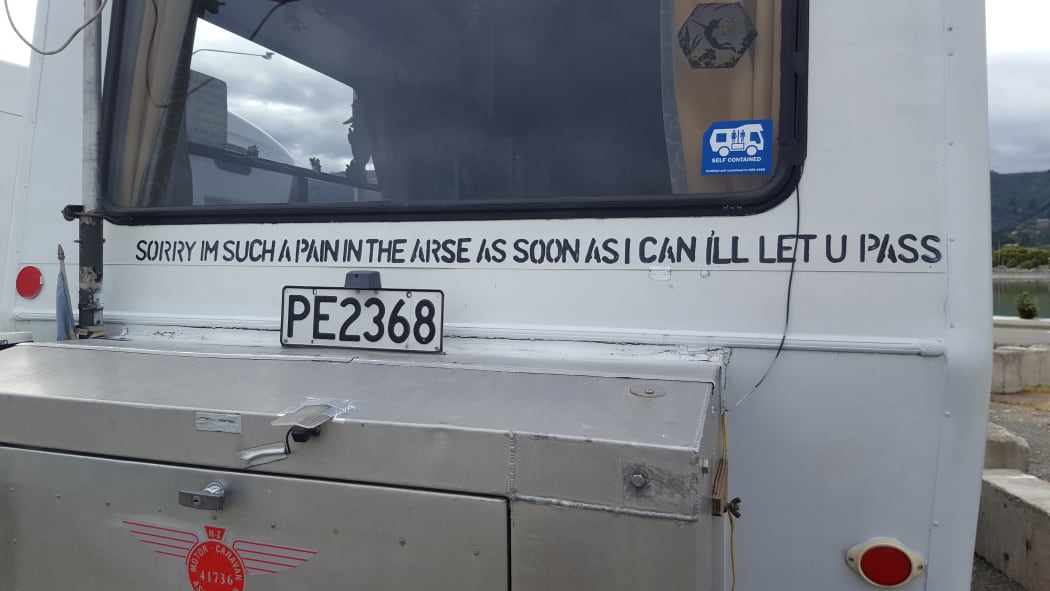 SELF CONTAINED
SORRY IM SUCH A PAIN IN THE ARSE AS SOON AS I CAN ILL LET U PASS
PE2368
N-Z
MOTOR-CARAVAN
41736